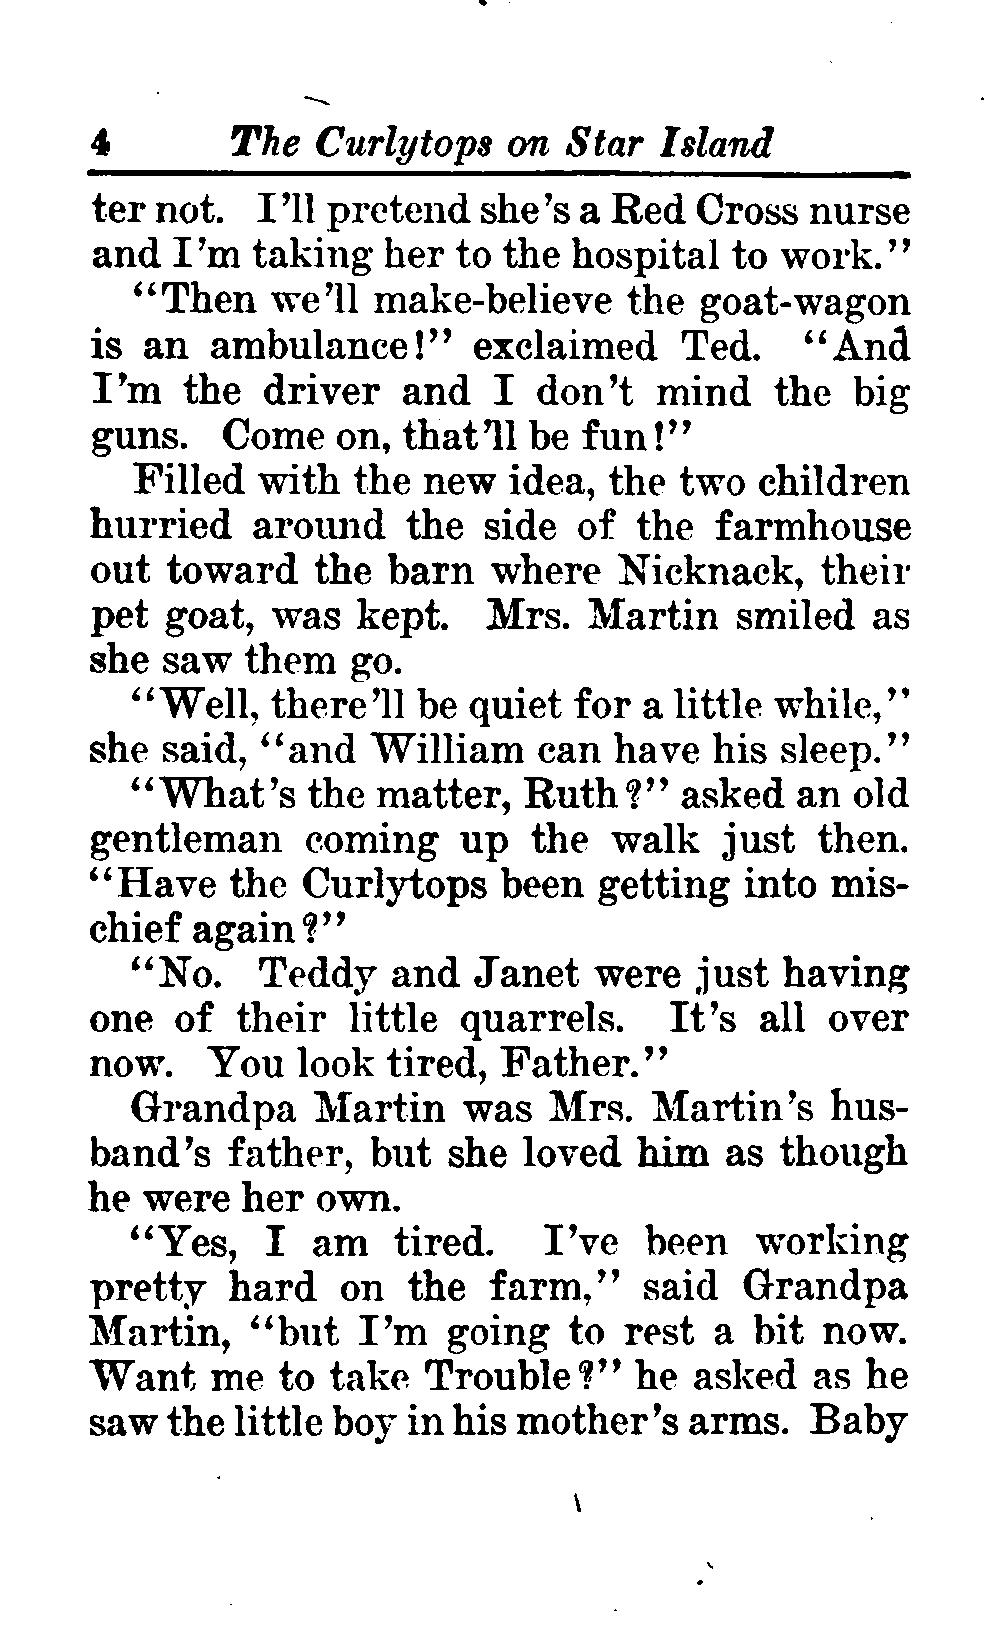 4 The Curlytops on Star Island
ter not. I'll pretend she's a Red Cross nurse
and I'm taking her to the hospital to work."
"Then we'll make-believe the goat-wagon
is an ambulance!" exclaimed Ted. "And
I'm the driver and I don't mind the big
guns. Come on, that'll be fun!"
Filled with the new idea, the two children
hurried around the side of the farmhouse
out toward the barn where Nicknack, their
pet goat, was kept. Mrs. Martin smiled as
she saw them go.
"Well, there'll be quiet for a little while,"
she said, "and William can have his sleep."
"What's the matter, Ruth?" asked an old
gentleman coming up the walk just then.
"Have the Curlytops been getting into mis-
chief again?"
"No. Teddy and Janet were just having
one of their little quarrels. It's all over
now. You look tired, Father."
Grandpa Martin was Mrs. Martin's hus-
band's father, but she loved him as though
he were her own.
"Yes, I am tired. I've been working
pretty hard on the farm," said Grandpa
Martin, "but I'm going to rest a bit now.
Want me to take Trouble?" he asked as he
saw the little boy in his mother's arms. Baby